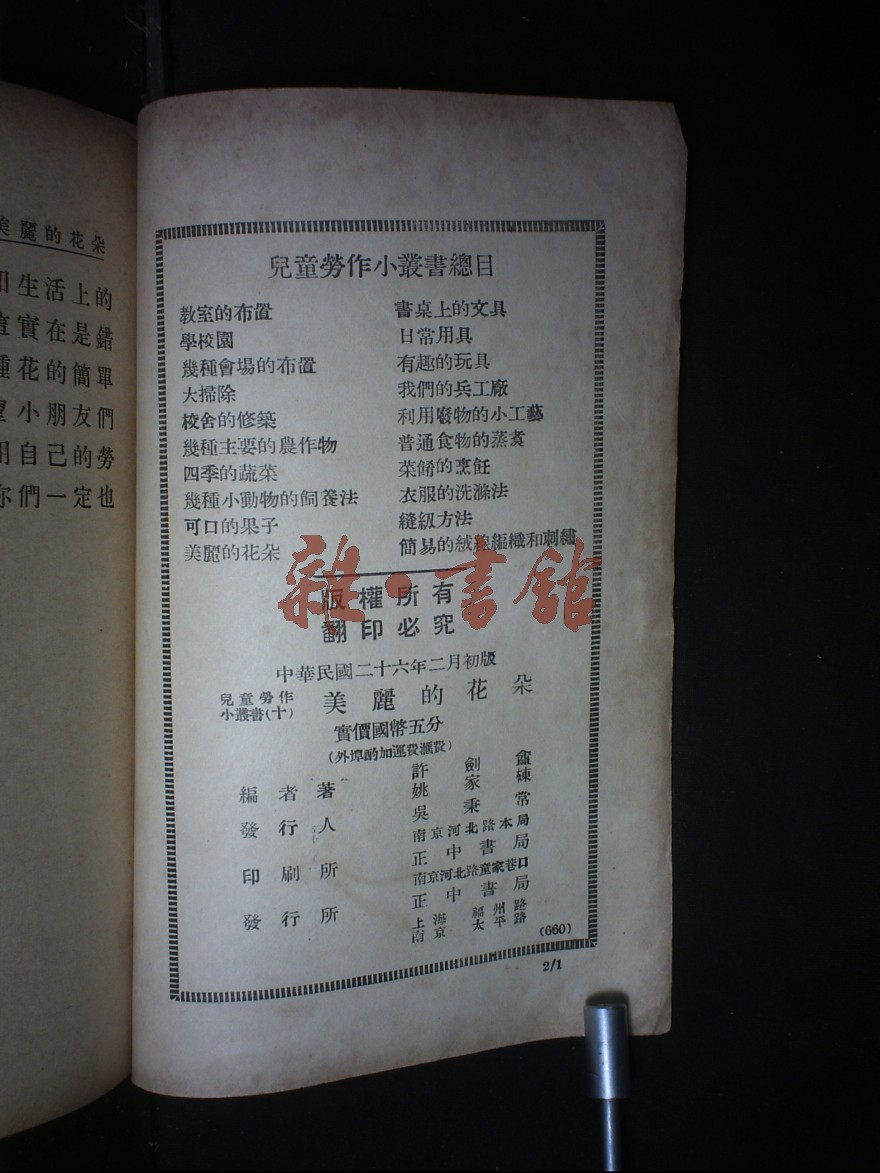 美麗的花朵
生活上的
實在是錯
種花的簡單
望小朋友們
用自己的勞
你們一定也
兒童勞作小叢書總目
教室的布置
學校園
幾種會場的布置
大掃除
校舍的修築
幾種主要的農作物
四季的蔬菜
幾種小動物的飼養法
可口的果子
美麗的花朵
書桌上的文具
日常用具
有趣的玩具
我們的兵工廠
利用廢物的小工藝
普通食物的蒸煮
菜餚的烹飪
衣服的洗滌法
縫級方法
簡易的絨線編織和刺繡
雜·書館
版權所有
翻印必究
中華民國二十六年二月初版
兒童勞作
小叢書(十)
美麗的花朵
實價國幣五分
(外埠酌加運費滙費)
編者著 許劍盦
姚家棟
發行人 吳秉常
南京河北路本局
印刷所 正中書局
南京河北路童家巷口
發行所 正中書局
上海福州路
南京太平路
(660)
2/1